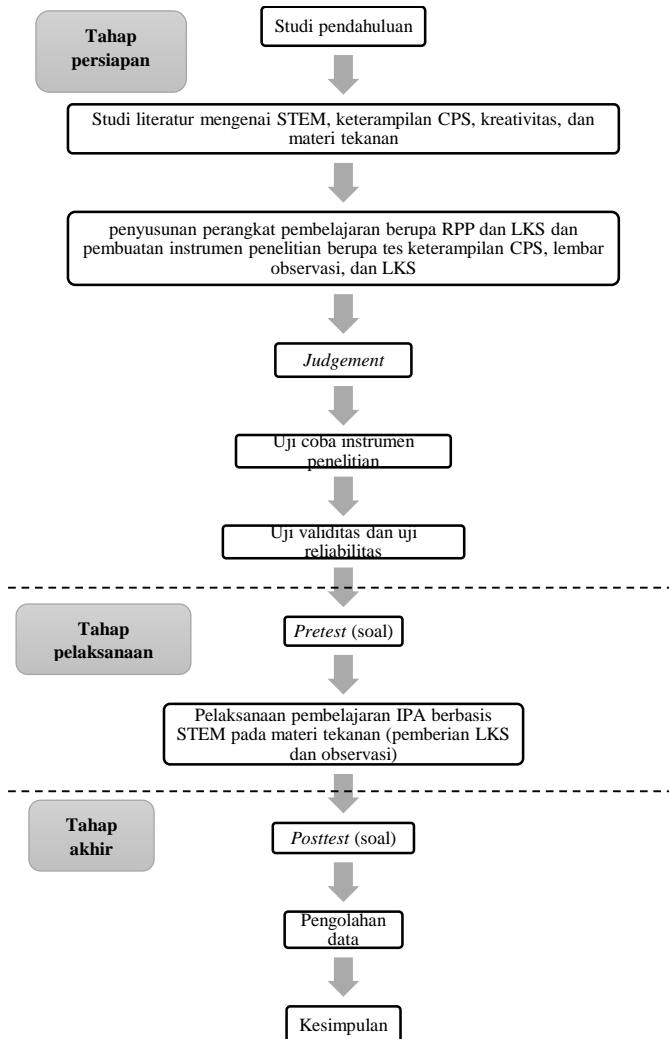 Tahap
persiapan
Studi pendahuluan
Studi literatur mengenai STEM, keterampilan CPS, kreativitas, dan
materi tekanan
penyusunan perangkat pembelajaran berupa RPP dan LKS dan
pembuatan instrumen penelitian berupa tes keterampilan CPS, lembar
observasi, dan LKS
Judgement
Uji coba instrumen
penelitian
Uji validitas dan uji
reliabilitas
Tahap
pelaksanaan
Pretest (soal)
Pelaksanaan pembelajaran IPA berbasis
STEM pada materi tekanan (pemberian LKS
dan observasi)
Tahap
akhir
Posttest (soal)
Pengolahan
data
Kesimpulan